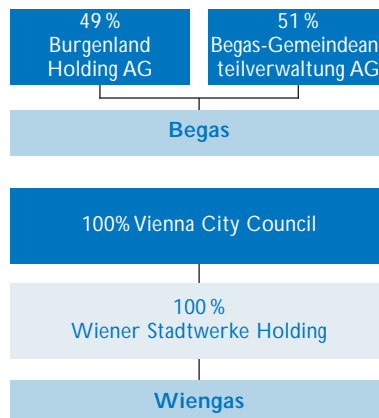 49 %
Burgenland
Holding AG
51 %
Begas-Gemeindean
teilverwaltung AG
Begas
100% Vienna City Council
100 %
Wiener Stadtwerke Holding
Wiengas